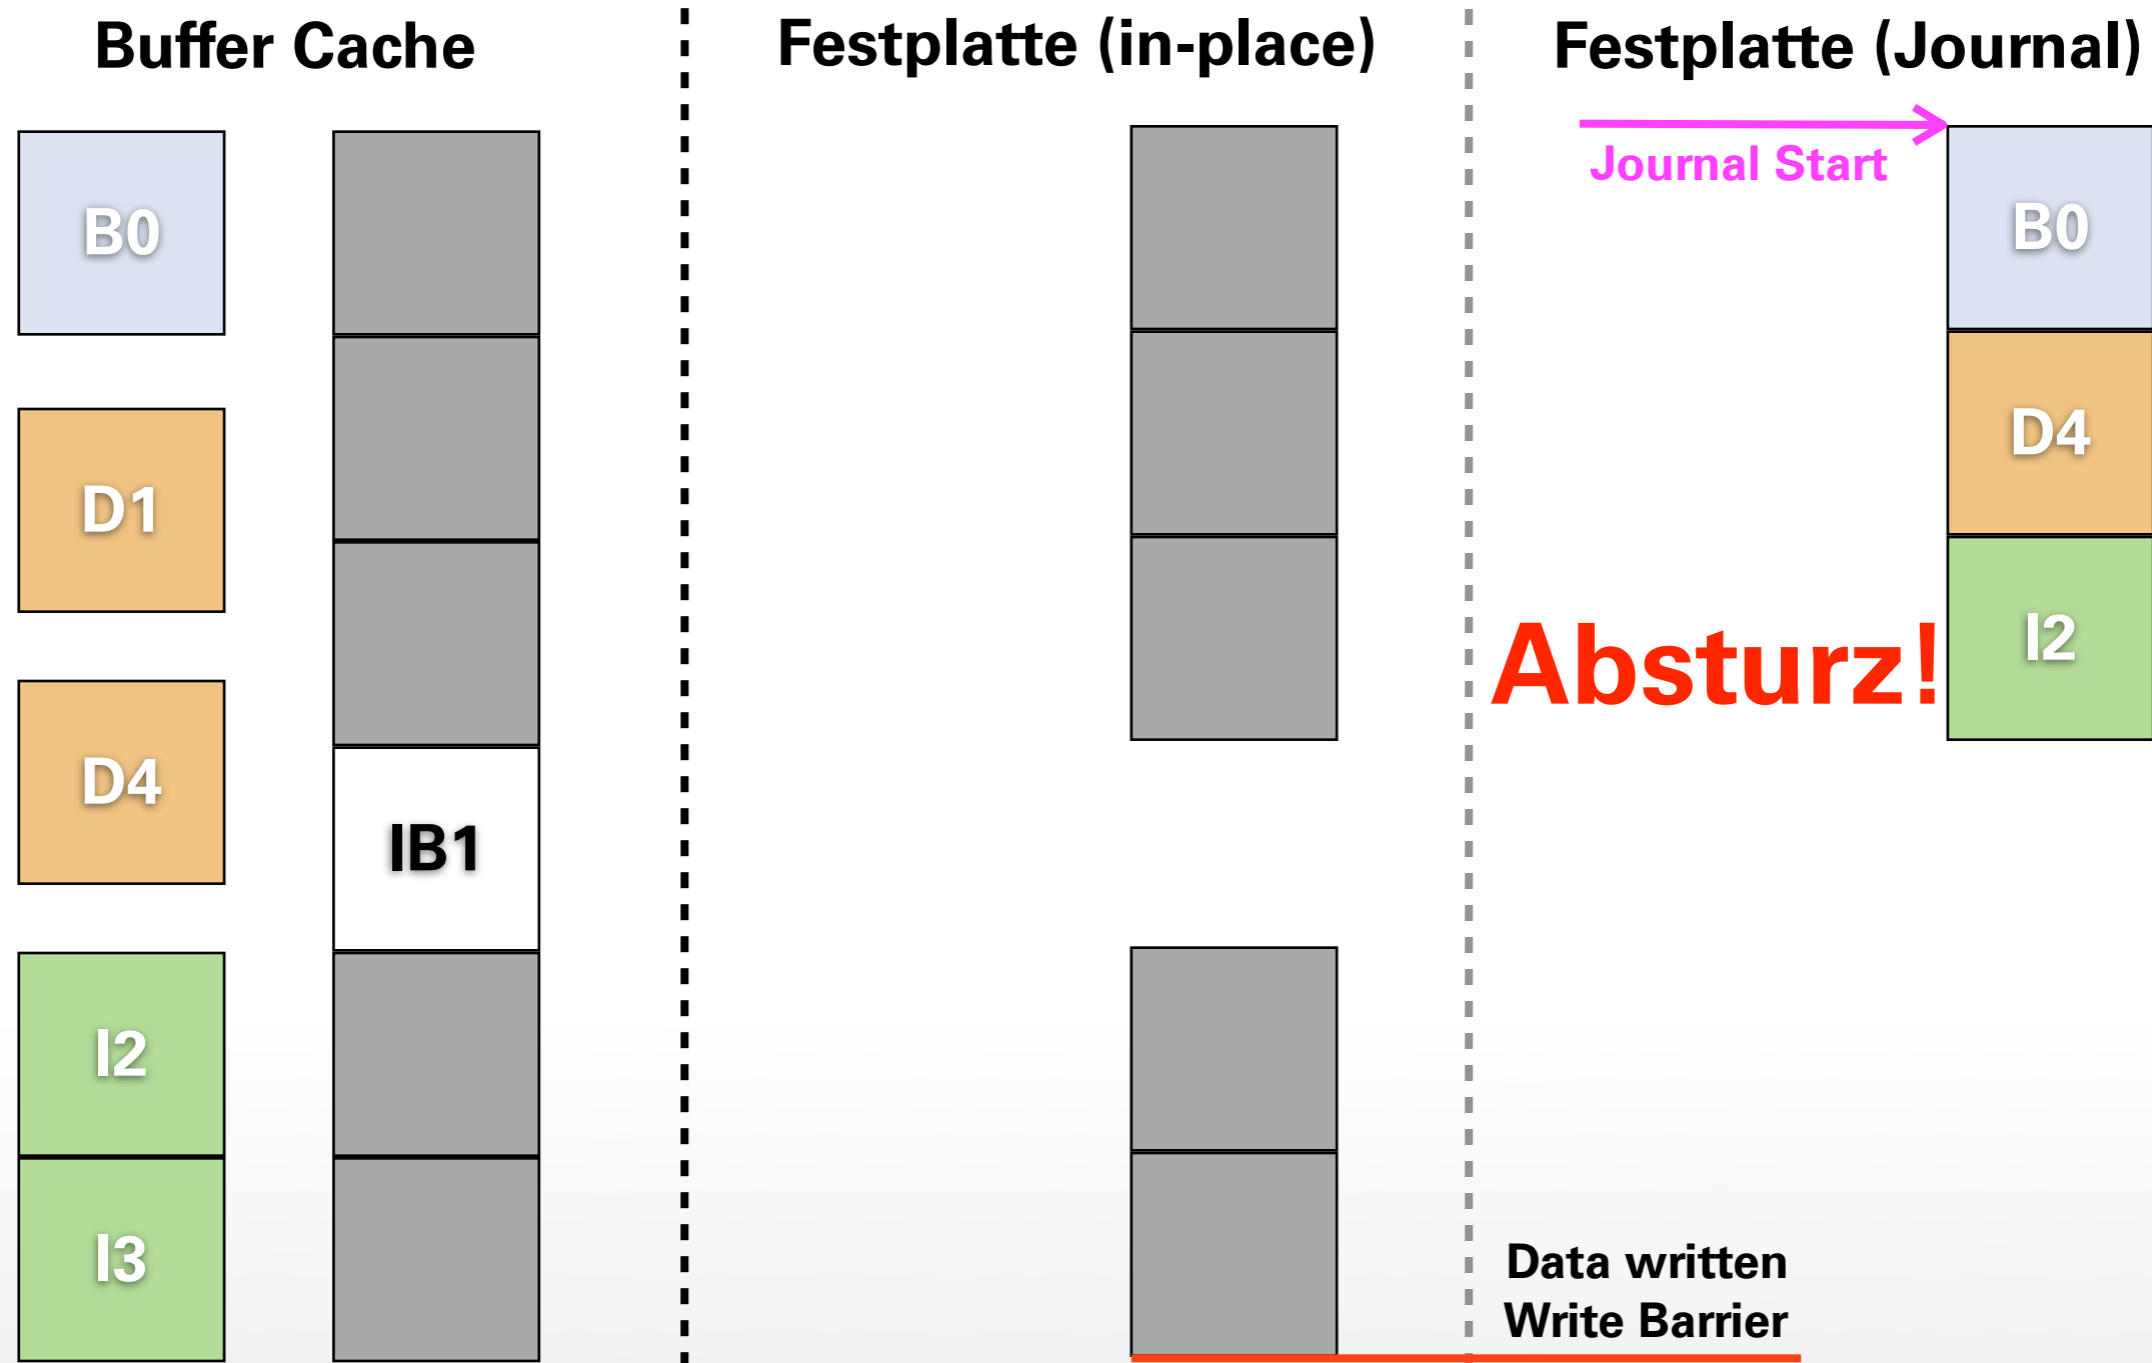 Buffer Cache
B0
D1
D4
I2
I3
IB1
Festplatte (in-place)
Festplatte (Journal)
Journal Start
B0
D4
I2
Absturz!
Data written
Write Barrier